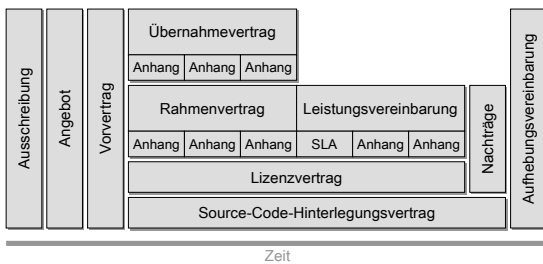 Ausschreibung
Angebot
Vorvertrag
Übernahmevertrag
Anhang Anhang Anhang
Rahmenvertrag
Leistungsvereinbarung
Anhang Anhang Anhang SLA Anhang Anhang
Lizenzvertrag
Source-Code-Hinterlegungsvertrag
Nachträge
Aufhebungsvereinbarung
Zeit